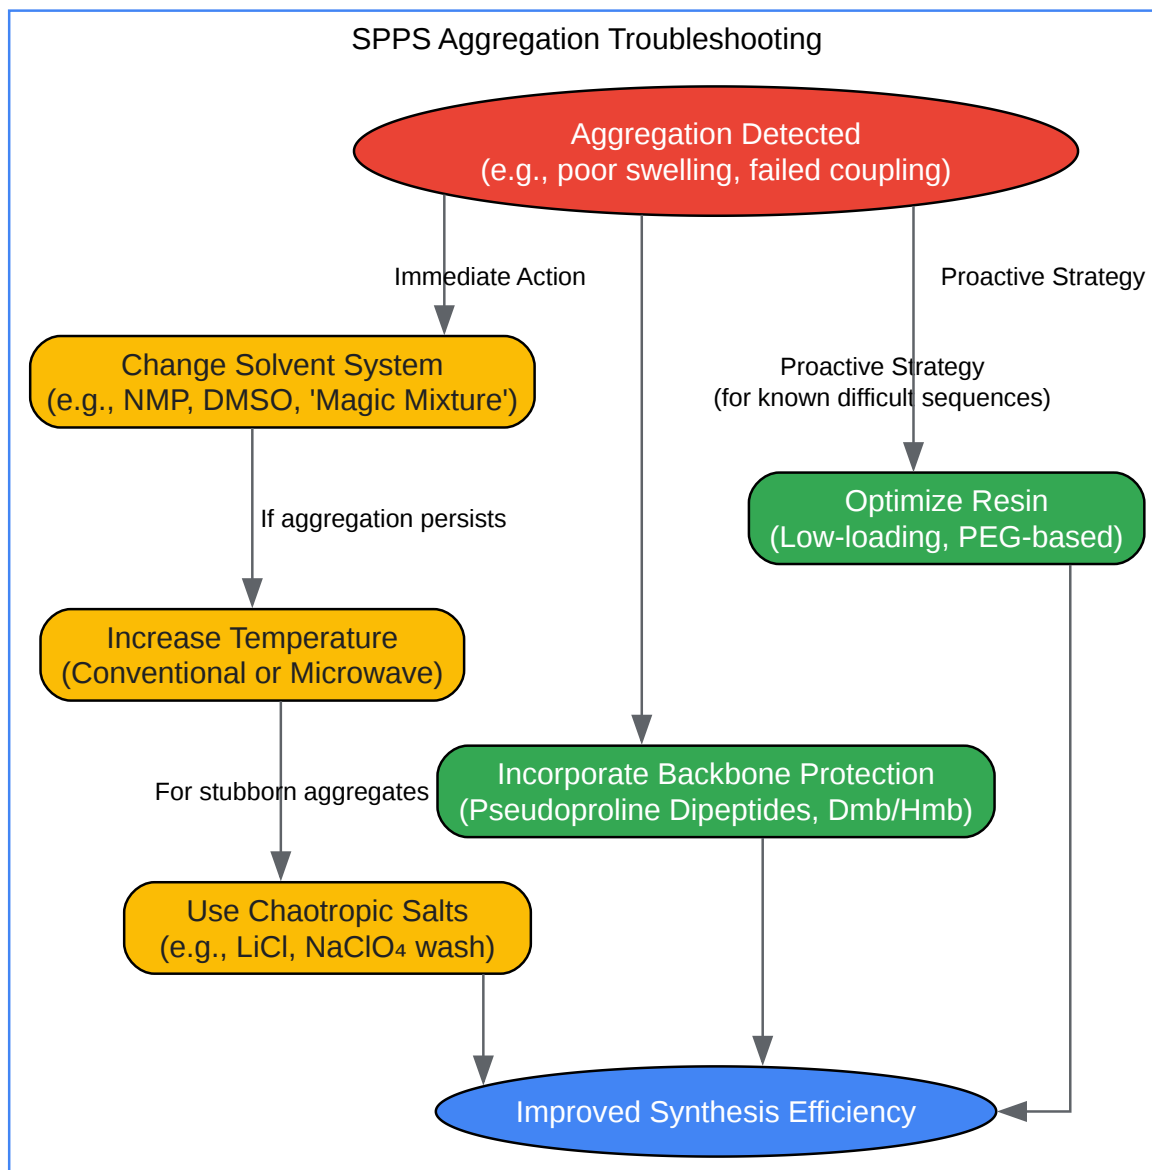 SPPS Aggregation Troubleshooting
Aggregation Detected
(e.g., poor swelling, failed coupling)
Immediate Action
Proactive Strategy
Change Solvent System
(e.g., NMP, DMSO, 'Magic Mixture')
Proactive Strategy
(for known difficult sequences)
If aggregation persists
Optimize Resin
(Low-loading, PEG-based)
Increase Temperature
(Conventional or Microwave)
For stubborn aggregates
Incorporate Backbone Protection
(Pseudoproline Dipeptides, Dmb/Hmb)
Use Chaotropic Salts
(e.g., LiCl, NaClO₄ wash)
Improved Synthesis Efficiency